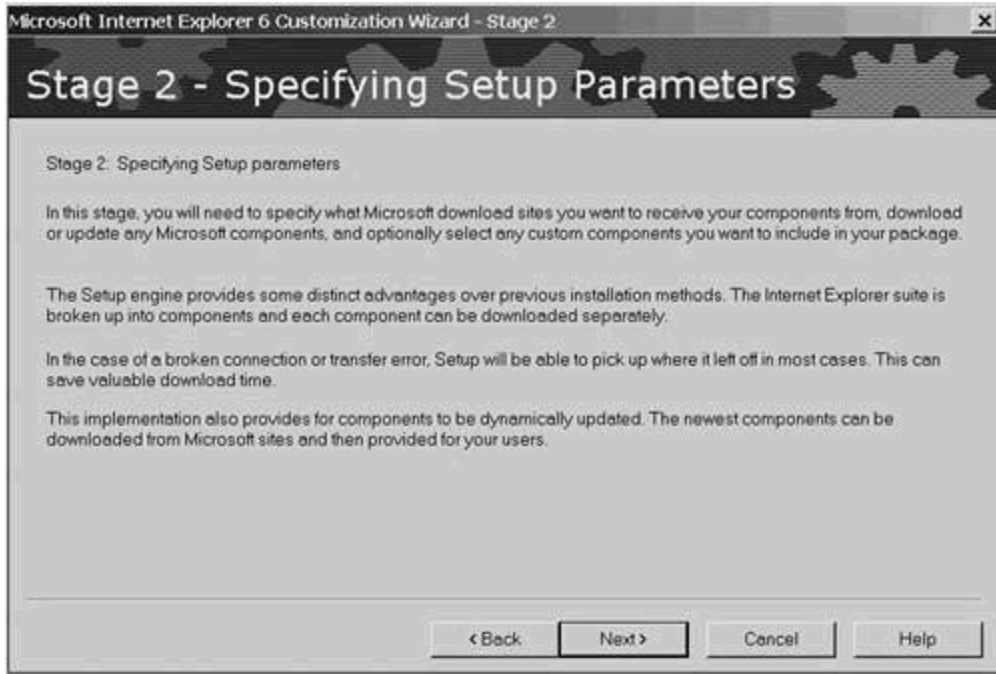 Microsoft Internet Explorer 6 Customization Wizard - Stage 2
Stage 2 - Specifying Setup Parameters
Stage 2: Specifying Setup parameters
In this stage, you will need to specify what Microsoft download sites you want to receive your components from, download
or update any Microsoft components, and optionally select any custom components you want to include in your package.
The Setup engine provides some distinct advantages over previous installation methods. The Internet Explorer suite is
broken up into components and each component can be downloaded separately.
In the case of a broken connection or transfer error, Setup will be able to pick up where it left off in most cases. This can
save valuable download time.
This implementation also provides for components to be dynamically updated. The newest components can be
downloaded from Microsoft sites and then provided for your users.
< Back Next > Cancel Help